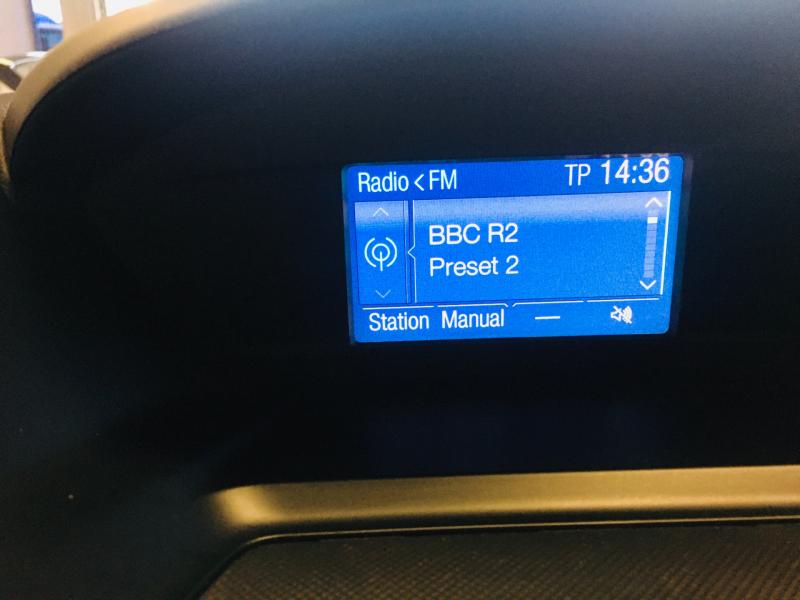 Radio < FM TP 14:36
BBC R2
Preset 2
Station Manual —